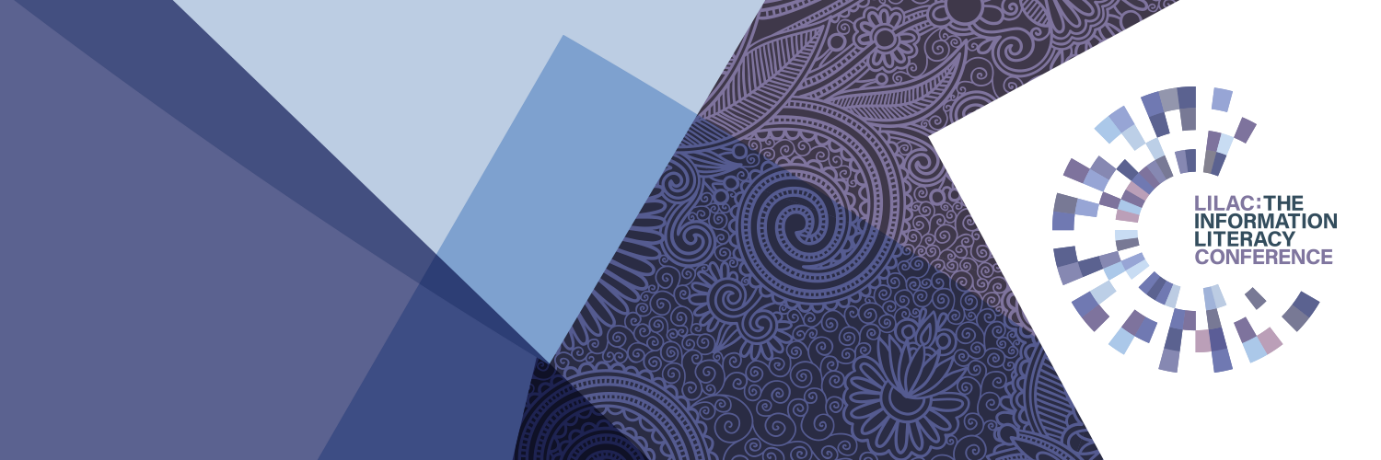 LILAC:THE
INFORMATION
LITERACY
CONFERENCE